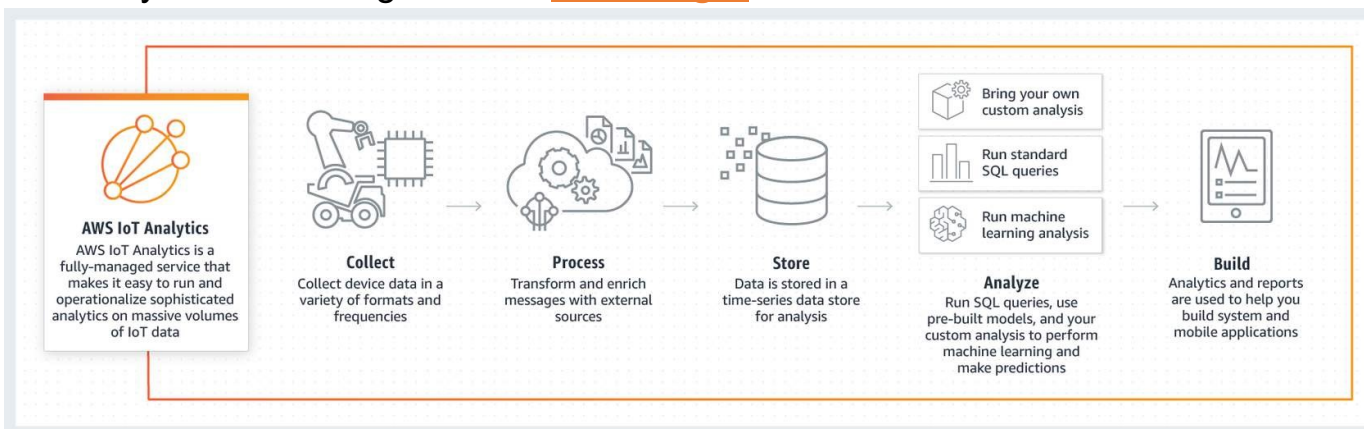 AWS IoT Analytics
AWS IoT Analytics is a
fully-managed service that
makes it easy to run and
operationalize sophisticated
analytics on massive volumes
of IoT data
Collect
Collect device data in a
variety of formats and
frequencies
Process
Transform and enrich
messages with external
sources
Store
Data is stored in a
time-series data store
for analysis
Bring your own
custom analysis
Run standard
SQL queries
Run machine
learning analysis
Analyze
Run SQL queries, use
pre-built models, and your
custom analysis to perform
machine learning and
make predictions
Build
Analytics and reports
are used to help you
build system and
mobile applications